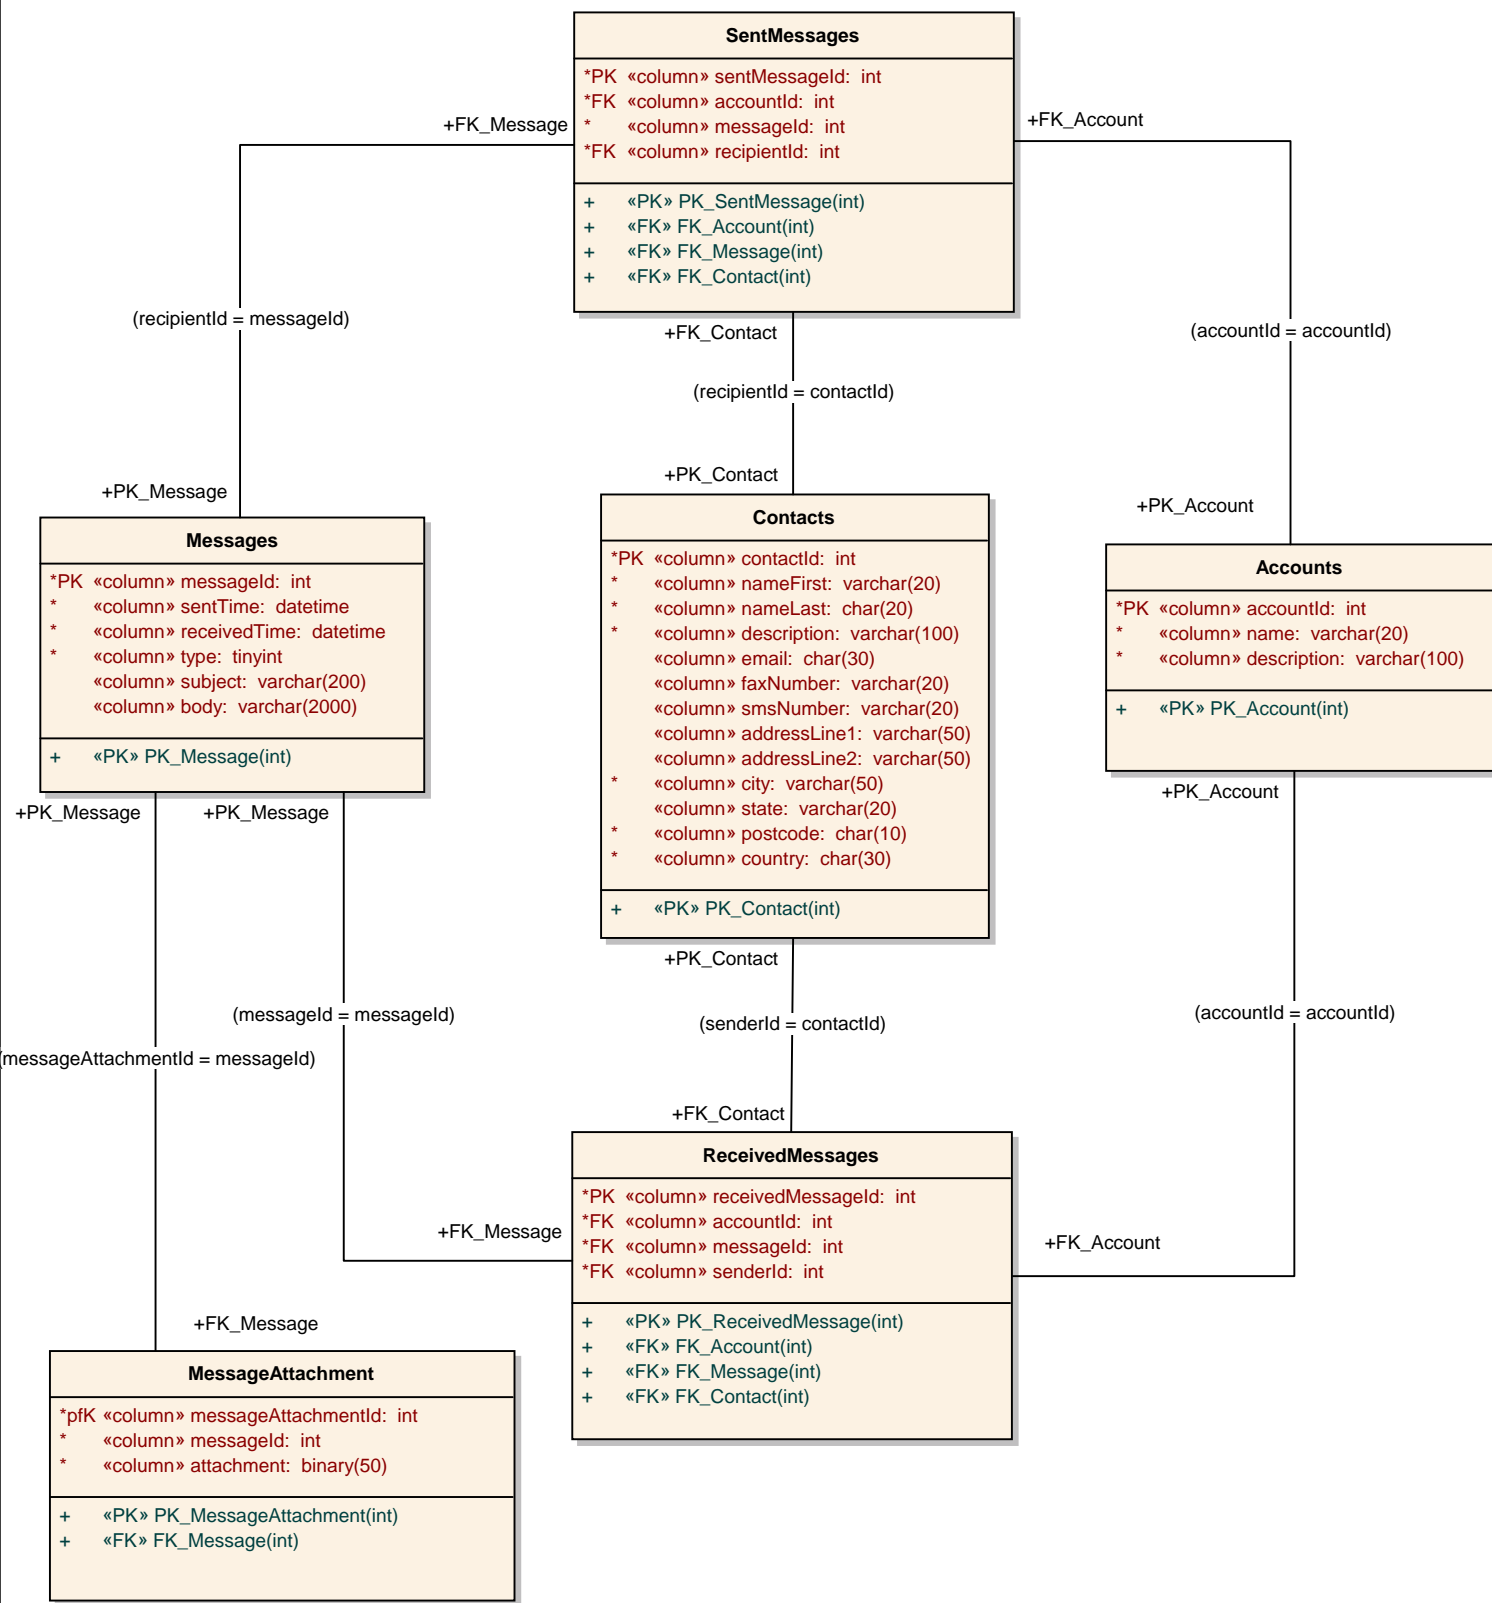 SentMessages
*PK «column» sentMessageId: int
*FK «column» accountId: int
* «column» messageId: int
*FK «column» recipientId: int
+ «PK» PK_SentMessage(int)
+ «FK» FK_Account(int)
+ «FK» FK_Message(int)
+ «FK» FK_Contact(int)
+FK_Message
+FK_Account
(recipientId = messageId)
+FK_Contact
(accountId = accountId)
(recipientId = contactId)
+PK_Message
+PK_Contact
+PK_Account
Messages
*PK «column» messageId: int
* «column» sentTime: datetime
* «column» receivedTime: datetime
* «column» type: tinyint
«column» subject: varchar(200)
«column» body: varchar(2000)
+ «PK» PK_Message(int)
Contacts
*PK «column» contactId: int
* «column» nameFirst: varchar(20)
* «column» nameLast: char(20)
* «column» description: varchar(100)
«column» email: char(30)
«column» faxNumber: varchar(20)
«column» smsNumber: varchar(20)
«column» addressLine1: varchar(50)
«column» addressLine2: varchar(50)
* «column» city: varchar(50)
«column» state: varchar(20)
* «column» postcode: char(10)
* «column» country: char(30)
+ «PK» PK_Contact(int)
Accounts
*PK «column» accountId: int
* «column» name: varchar(20)
* «column» description: varchar(100)
+ «PK» PK_Account(int)
+PK_Message
+PK_Message
+PK_Contact
+PK_Account
(messageId = messageId)
(senderId = contactId)
(accountId = accountId)
(messageAttachmentId = messageId)
+FK_Contact
+FK_Message
+FK_Account
ReceivedMessages
*PK «column» receivedMessageId: int
*FK «column» accountId: int
*FK «column» messageId: int
*FK «column» senderId: int
+ «PK» PK_ReceivedMessage(int)
+ «FK» FK_Account(int)
+ «FK» FK_Message(int)
+ «FK» FK_Contact(int)
+FK_Message
MessageAttachment
*pfK «column» messageAttachmentId: int
* «column» messageId: int
* «column» attachment: binary(50)
+ «PK» PK_MessageAttachment(int)
+ «FK» FK_Message(int)